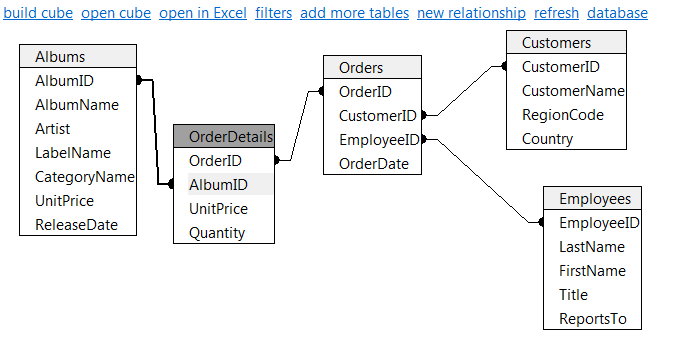 build cube open cube open in Excel filters add more tables new relationship refresh database
Albums
AlbumID
AlbumName
Artist
LabelName
CategoryName
UnitPrice
ReleaseDate
OrderDetails
OrderID
AlbumID
UnitPrice
Quantity
Orders
OrderID
CustomerID
EmployeeID
OrderDate
Customers
CustomerID
CustomerName
RegionCode
Country
Employees
EmployeeID
LastName
FirstName
Title
ReportsTo